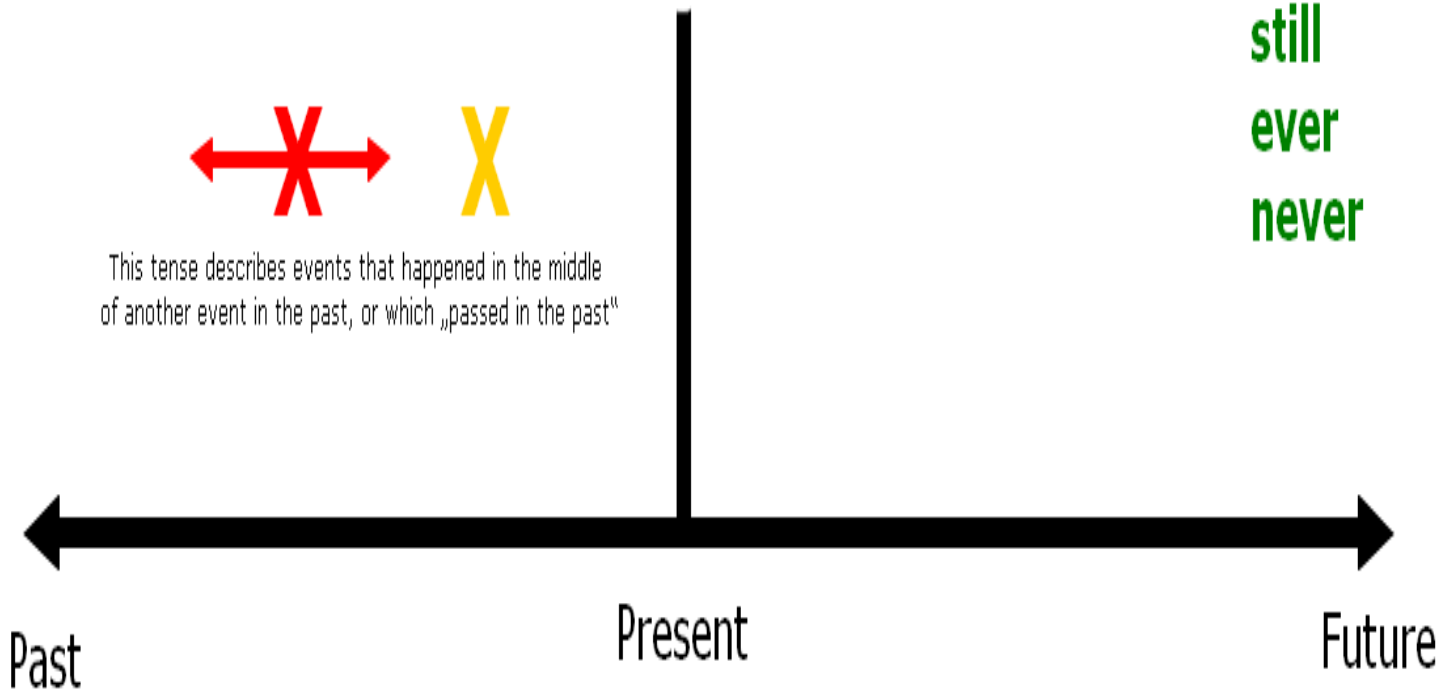 still
ever
never
X X
This tense describes events that happened in the middle
of another event in the past, or which „passed in the past“
Present
Past
Future